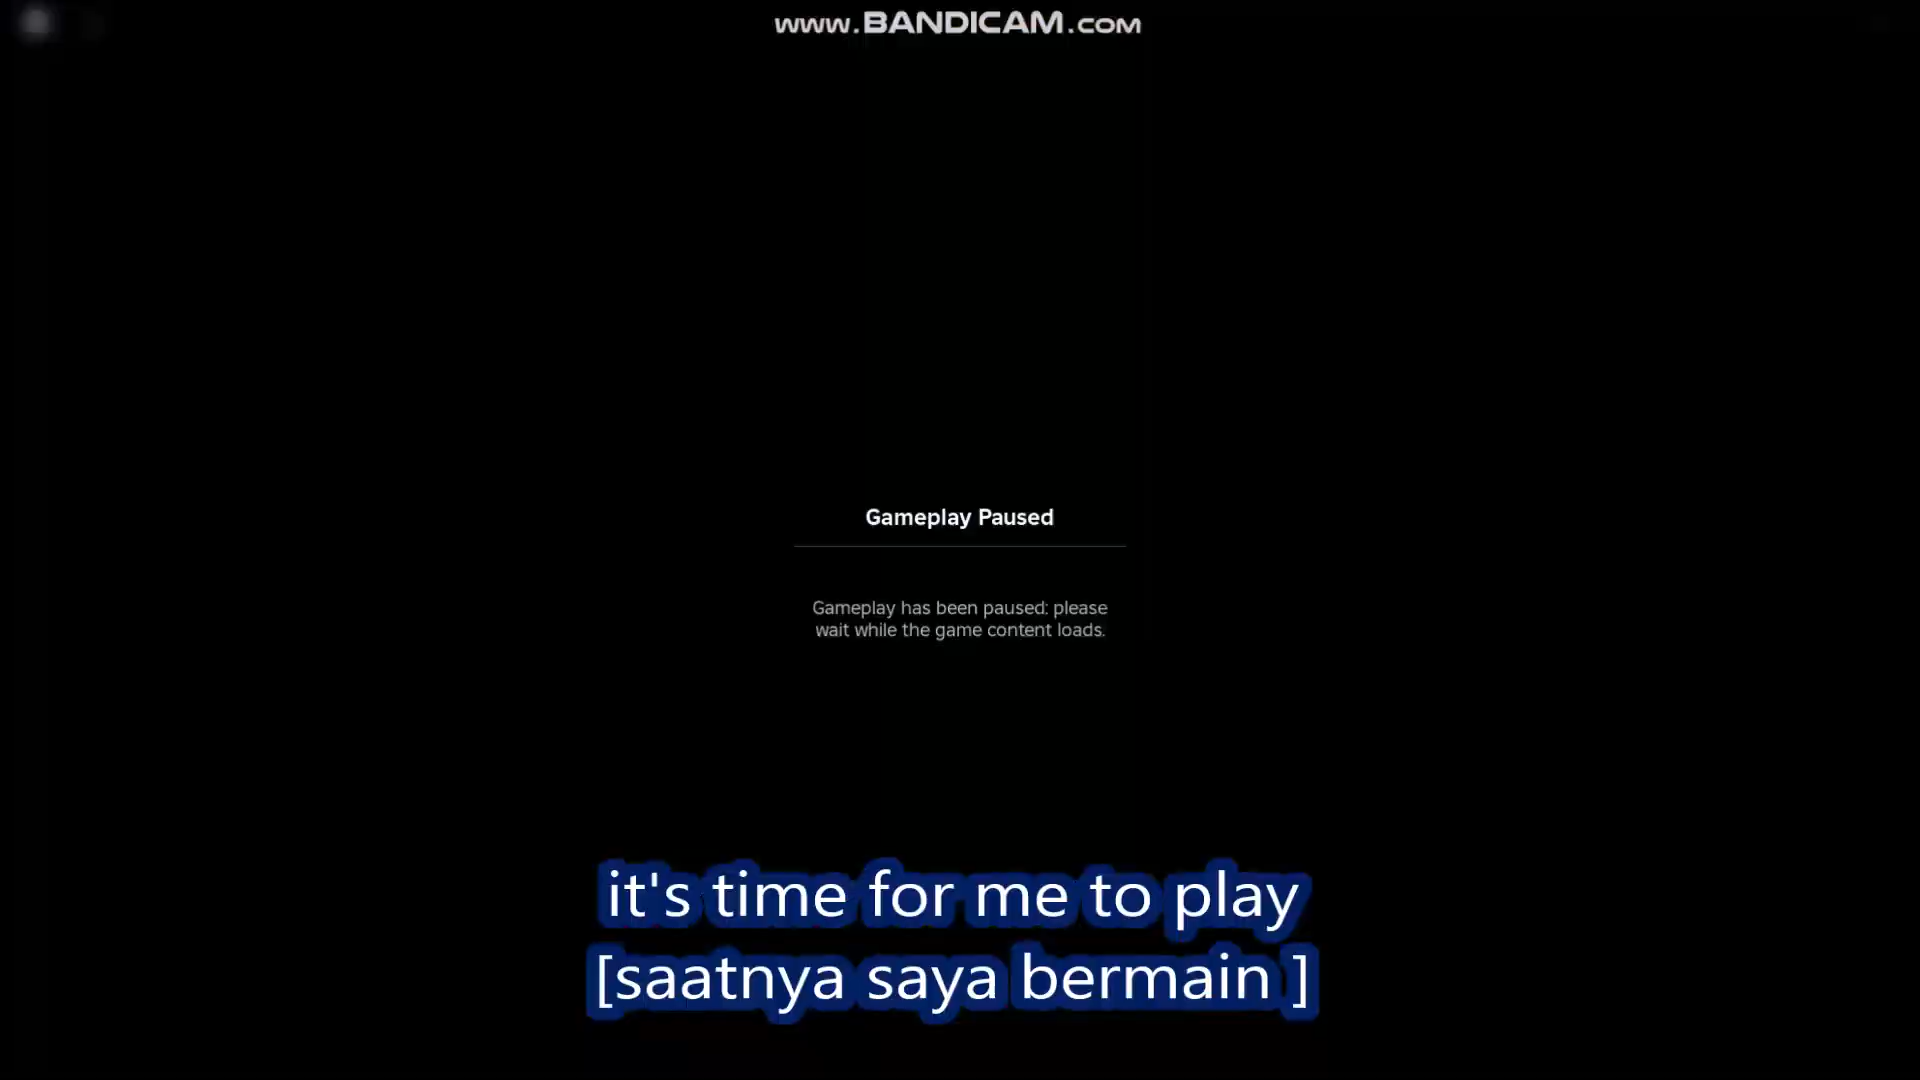 www.BANDICAM.COM
Gameplay Paused
Gameplay has been paused: please
wait while the game content loads.
it's time for me to play
[saatnya saya bermain ]